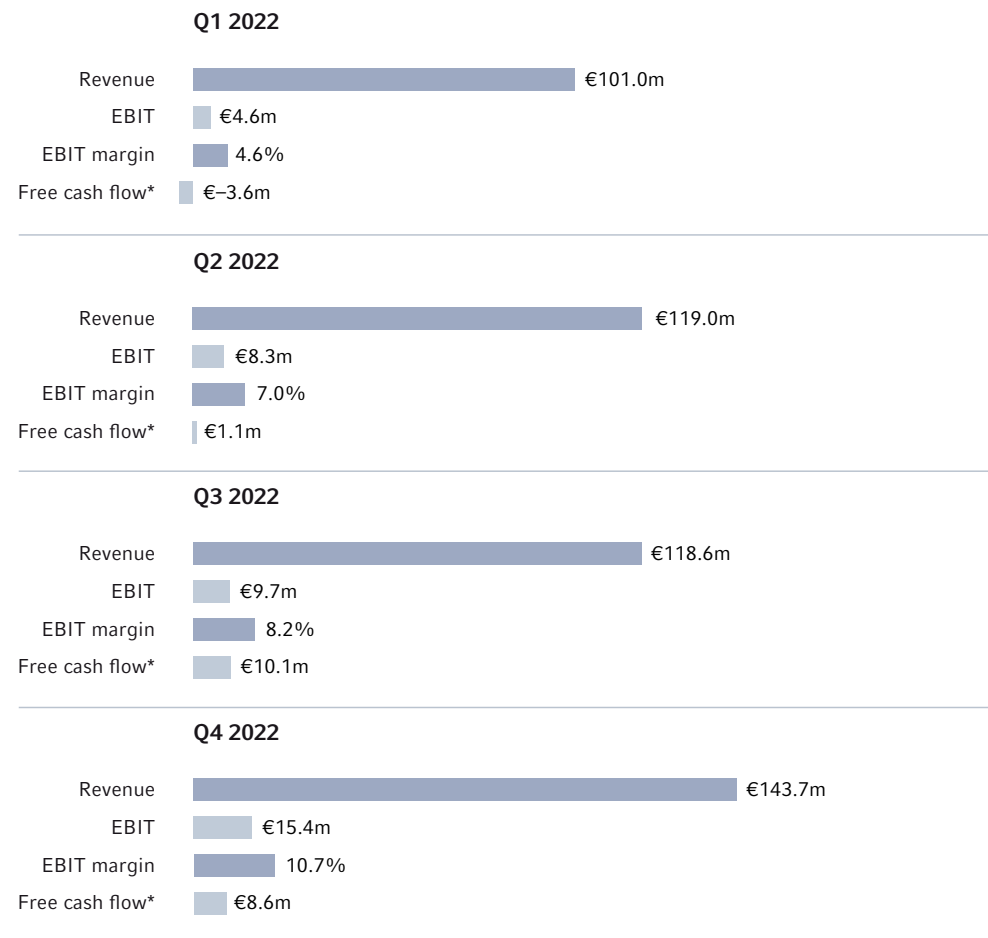 Q1 2022
Revenue €101.0m
EBIT €4.6m
EBIT margin 4.6%
Free cash flow* €–3.6m
Q2 2022
Revenue €119.0m
EBIT €8.3m
EBIT margin 7.0%
Free cash flow* €1.1m
Q3 2022
Revenue €118.6m
EBIT €9.7m
EBIT margin 8.2%
Free cash flow* €10.1m
Q4 2022
Revenue €143.7m
EBIT €15.4m
EBIT margin 10.7%
Free cash flow* €8.6m